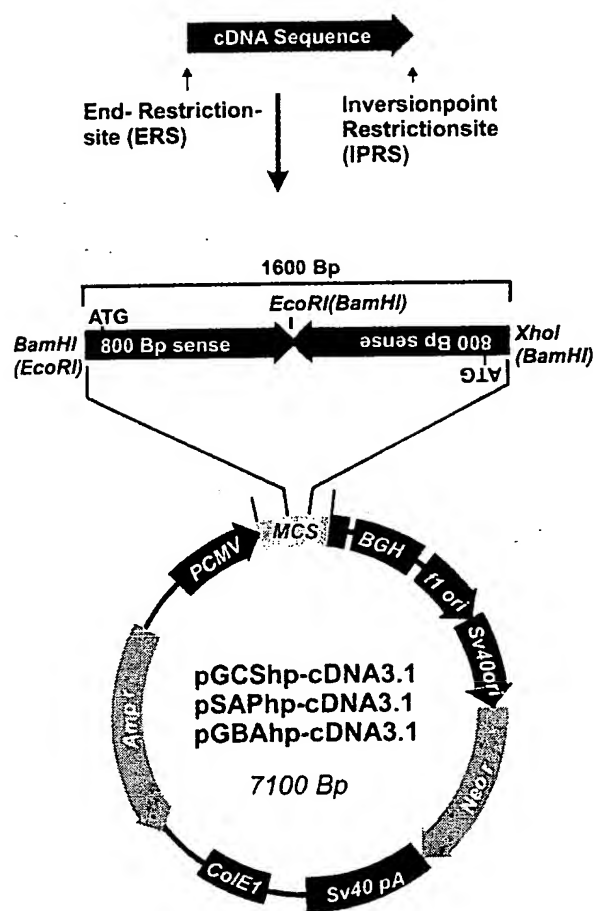 cDNA Sequence
End- Restriction-
site (ERS)
Inversionpoint
Restrictionsite
(IPRS)
1600 Bp
EcoRI(BamHI)
ATG
BamHI
(EcoRI)
800 Bp sense
800 Bp sense
XhoI
(BamHI)
ATG
MCS
PCMV
BGH
f1 ori
Sv40ori
Amp r
Neo r
pGCShp-cDNA3.1
pSAPhp-cDNA3.1
pGBAhp-cDNA3.1
7100 Bp
ColE1
Sv40 pA